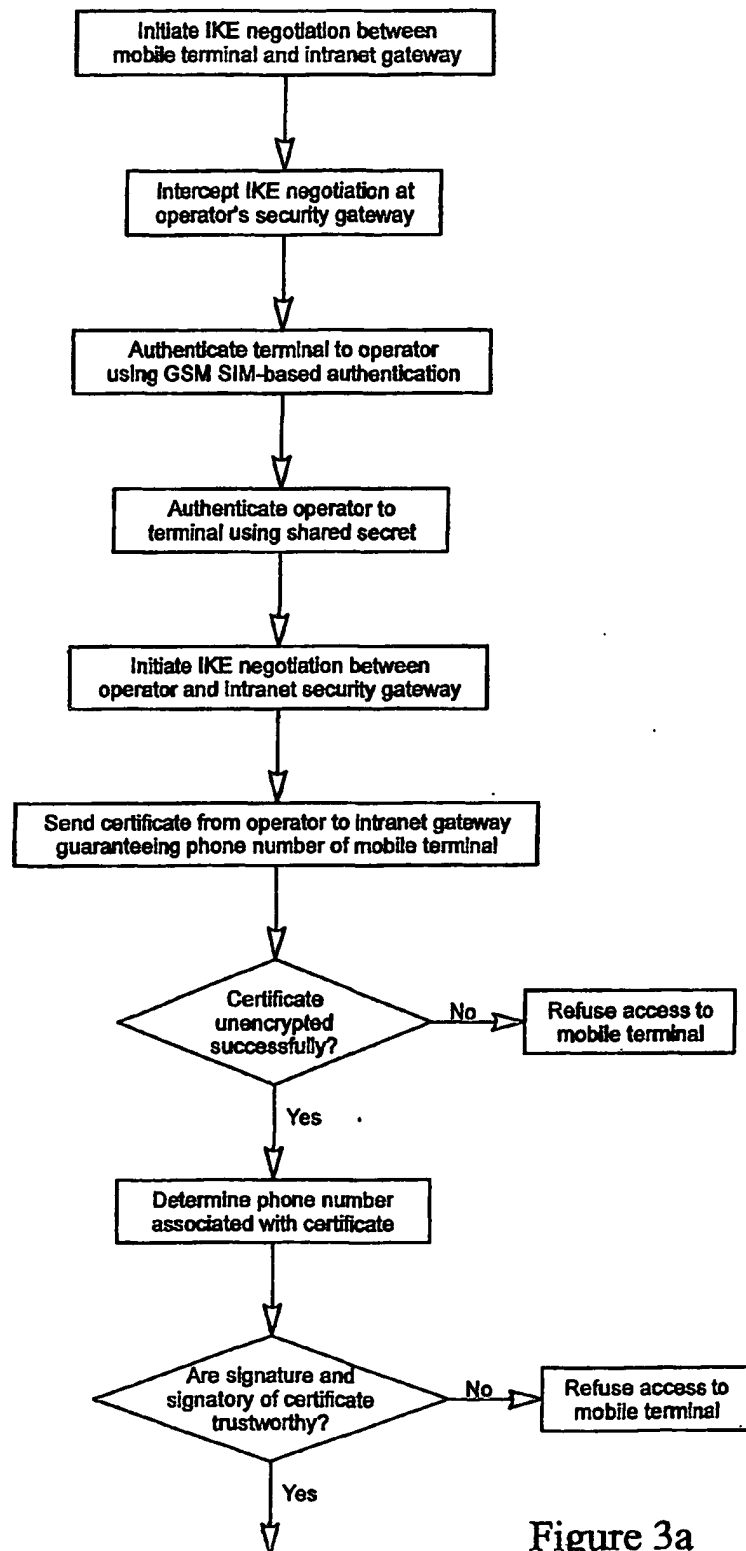 Initiate IKE negotiation between
mobile terminal and intranet gateway
Intercept IKE negotiation at
operator's security gateway
Authenticate terminal to operator
using GSM SIM-based authentication
Authenticate operator to
terminal using shared secret
Initiate IKE negotiation between
operator and intranet security gateway
Send certificate from operator to intranet gateway
guaranteeing phone number of mobile terminal
Certificate
unencrypted
successfully?
No
Refuse access to
mobile terminal
Yes
Determine phone number
associated with certificate
Are signature and
signatory of certificate
trustworthy?
No
Refuse access to
mobile terminal
Yes
Figure 3a